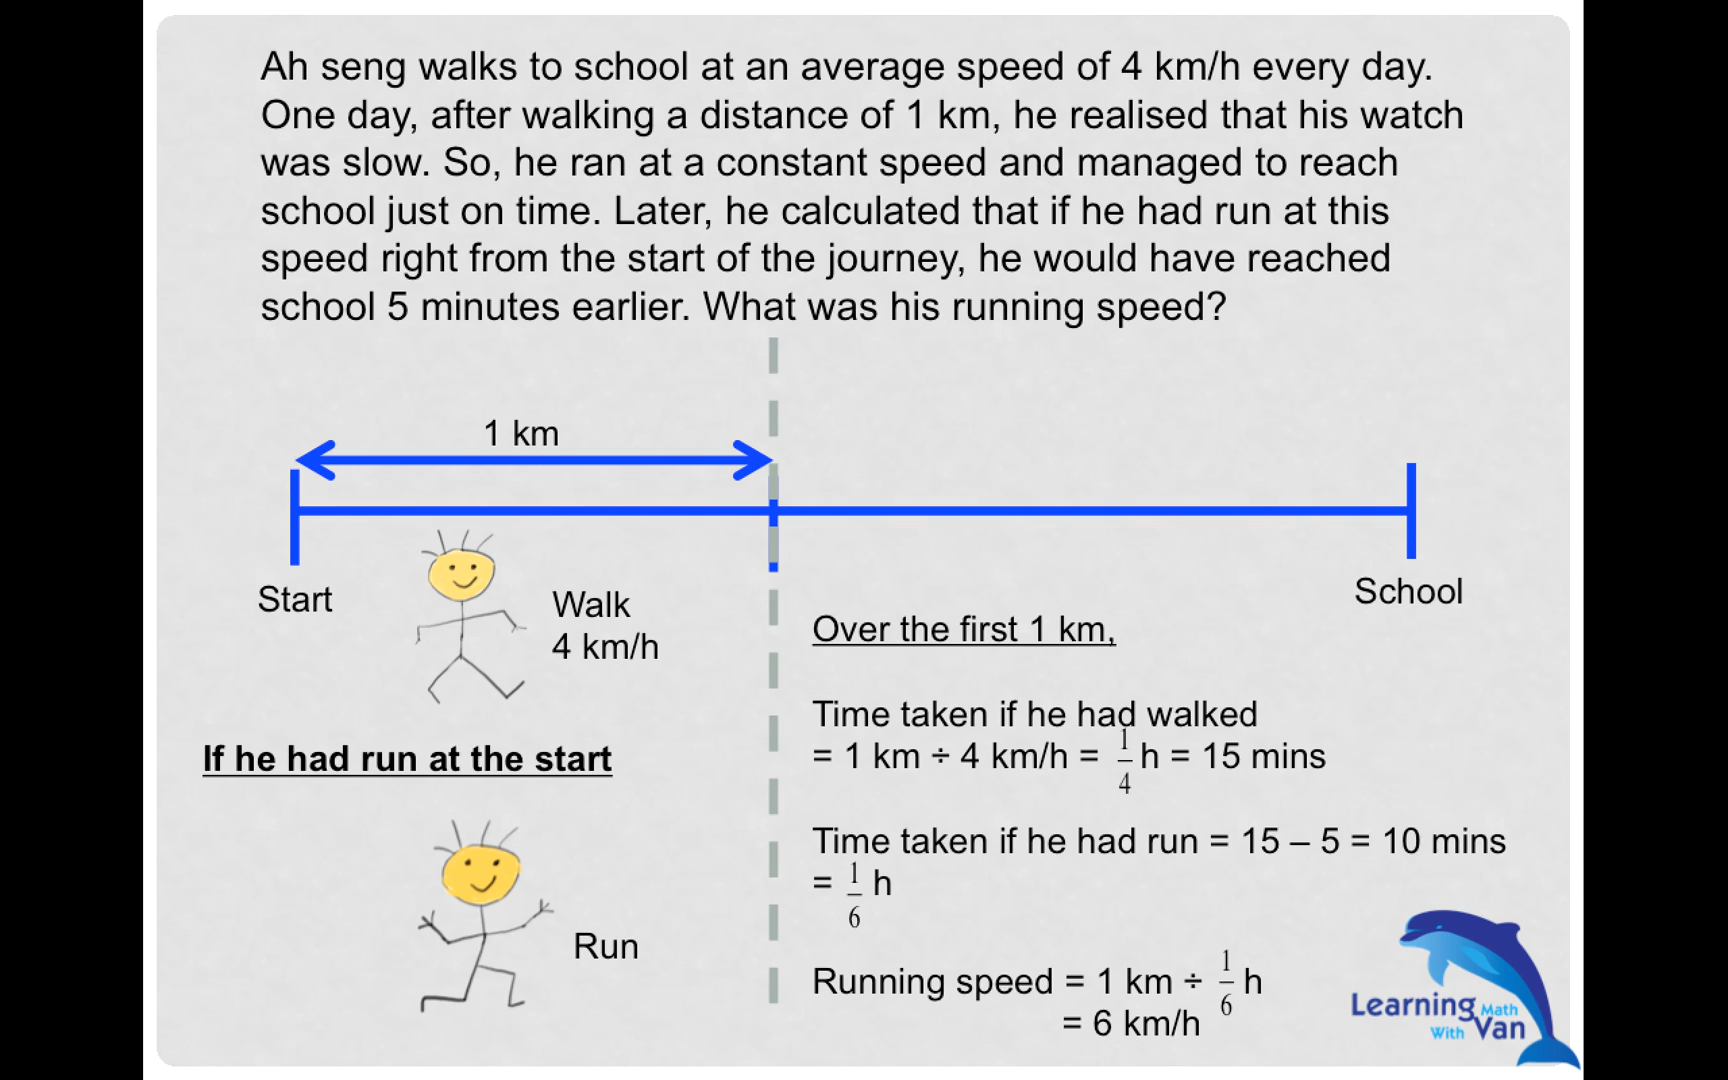 Ah seng walks to school at an average speed of 4 km/h every day.
One day, after walking a distance of 1 km, he realised that his watch
was slow. So, he ran at a constant speed and managed to reach
school just on time. Later, he calculated that if he had run at this
speed right from the start of the journey, he would have reached
school 5 minutes earlier. What was his running speed?
1 km
Start
Walk
4 km/h
School
If he had run at the start
Run
Over the first 1 km,
Time taken if he had walked
= 1 km ÷ 4 km/h = 1/4 h = 15 mins
Time taken if he had run = 15 – 5 = 10 mins
= 1/6 h
Running speed = 1 km ÷ 1/6 h
= 6 km/h
Learning Math
With Van